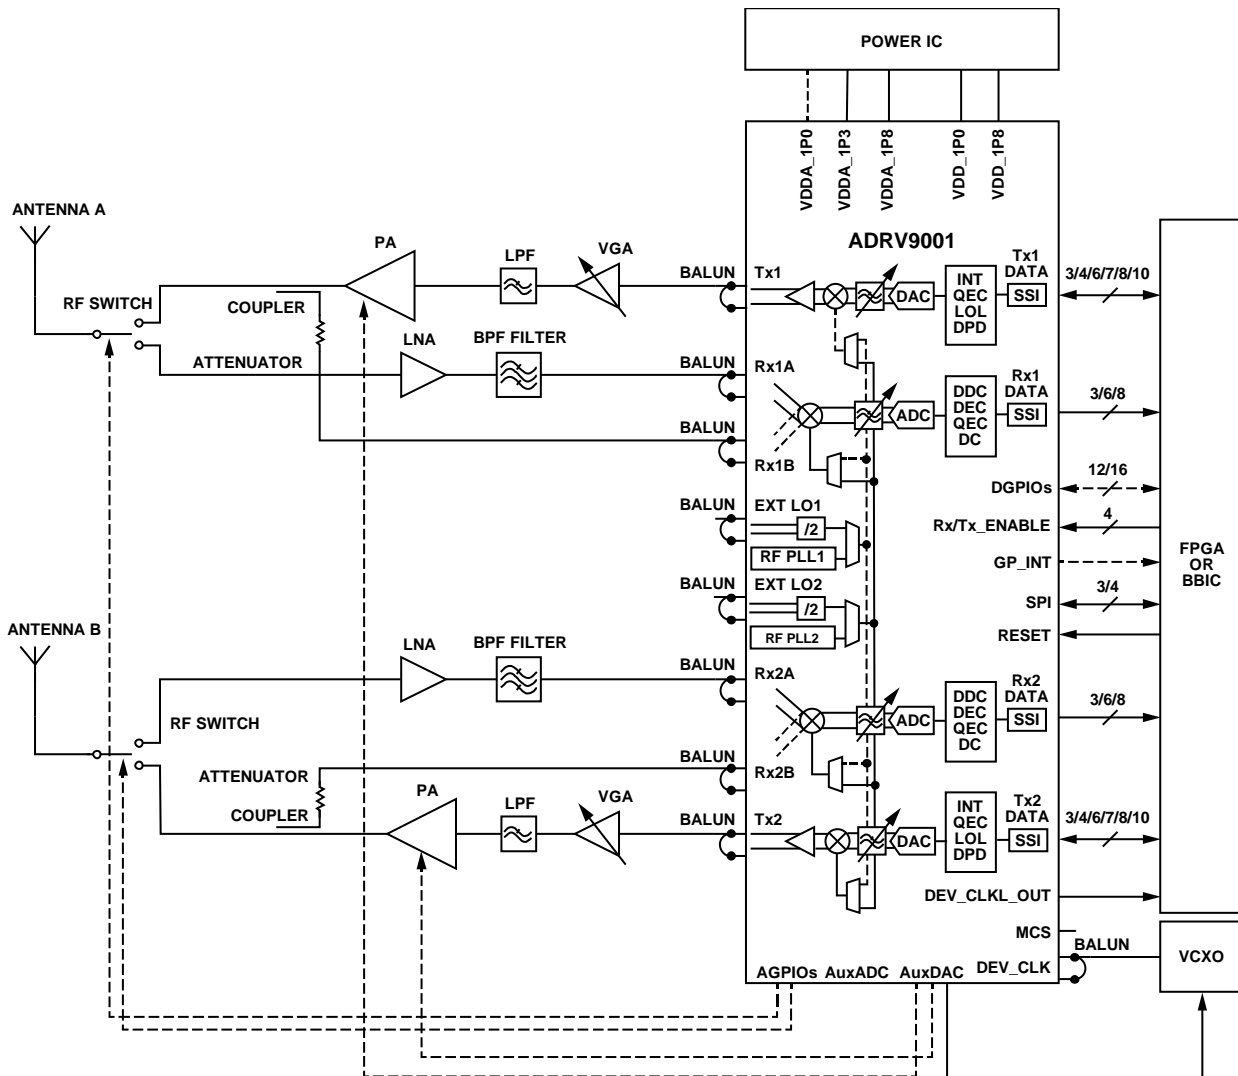 POWER IC
VDDA_1P0
VDDA_1P3
VDDA_1P8
VDD_1P0
VDD_1P8
ADRV9001
ANTENNA A
RF SWITCH
PA
COUPLER
LPF
VGA
BALUN
Tx1
DAC
INT
QEC
LOL
DPD
Tx1
DATA
SSI
3/4/6/7/8/10
ATTENUATOR
LNA
BPF FILTER
BALUN
Rx1A
BALUN
Rx1B
ADC
DDC
DEC
QEC
DC
Rx1
DATA
SSI
3/6/8
DGPIOs
12/16
Rx/Tx_ENABLE
4
GP_INT
SPI
3/4
RESET
FPGA
OR
BBIC
BALUN
EXT LO1
/2
RF PLL1
BALUN
EXT LO2
/2
RF PLL2
ANTENNA B
RF SWITCH
LNA
BPF FILTER
BALUN
Rx2A
ADC
DDC
DEC
QEC
DC
Rx2
DATA
SSI
3/6/8
ATTENUATOR
COUPLER
BALUN
Rx2B
PA
LPF
VGA
BALUN
Tx2
DAC
INT
QEC
LOL
DPD
Tx2
DATA
SSI
3/4/6/7/8/10
DEV_CLKL_OUT
MCS
DEV_CLK
BALUN
VCXO
AGPIOs
AuxADC
AuxDAC